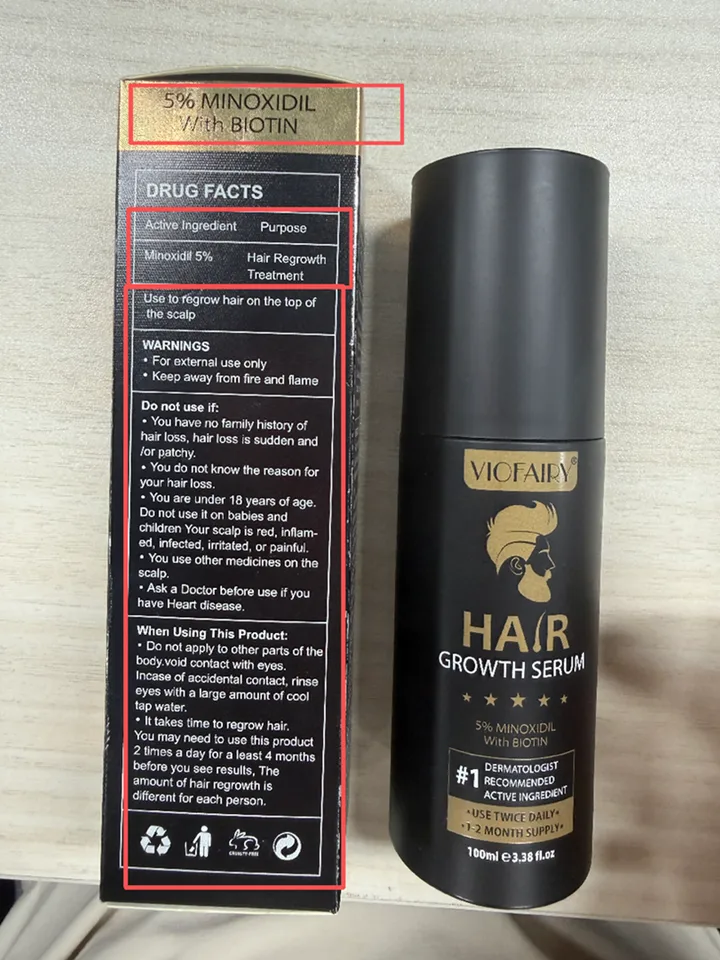 5% MINOXIDIL
With BIOTIN
DRUG FACTS
Active Ingredient Purpose
Minoxidil 5% Hair Regrowth
Treatment
Use to regrow hair on the top of
the scalp
WARNINGS
• For external use only
• Keep away from fire and flame
Do not use if:
• You have no family history of
hair loss, hair loss is sudden and
/or patchy.
• You do not know the reason for
your hair loss.
• You are under 18 years of age.
Do not use it on babies and
children Your scalp is red, inflam-
ed, infected, irritated, or painful.
• You use other medicines on the
scalp.
• Ask a Doctor before use if you
have Heart disease.
When Using This Product:
• Do not apply to other parts of the
body.void contact with eyes.
Incase of accidental contact, rinse
eyes with a large amount of cool
tap water.
• It takes time to regrow hair.
You may need to use this product
2 times a day for a least 4 months
before you see results, The
amount of hair regrowth is
different for each person.
CRUELTY-FREE
VIOFAIRY®
HAIR
GROWTH SERUM
5% MINOXIDIL
With BIOTIN
#1 DERMATOLOGIST
RECOMMENDED
ACTIVE INGREDIENT
•USE TWICE DAILY•
•1-2 MONTH SUPPLY•
100ml ℮ 3.38 fl.oz